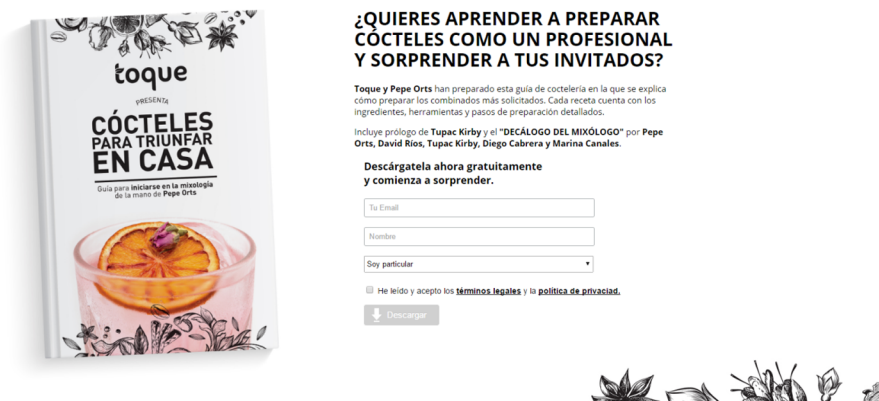 toque
PRESENTA
CÓCTELES
PARA TRIUNFAR
EN CASA
Guía para iniciarse en la mixología
de la mano de Pepe Orts
¿QUIERES APRENDER A PREPARAR
CÓCTELES COMO UN PROFESIONAL
Y SORPRENDER A TUS INVITADOS?
Toque y Pepe Orts han preparado esta guía de coctelería en la que se explica
cómo preparar los combinados más solicitados. Cada receta cuenta con los
ingredientes, herramientas y pasos de preparación detallados.
Incluye prólogo de Tupac Kirby y el "DECÁLOGO DEL MIXÓLOGO" por Pepe
Orts, David Ríos, Tupac Kirby, Diego Cabrera y Marina Canales.
Descárgatela ahora gratuitamente
y comienza a sorprender.
Tu Email
Nombre
Soy particular
He leído y acepto los términos legales y la política de privaciad.
Descargar